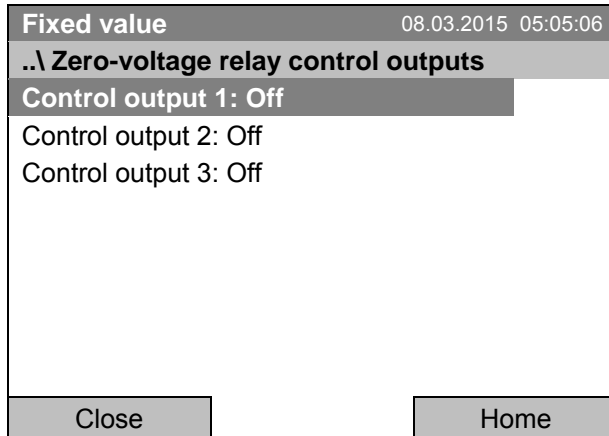 Fixed value 08.03.2015 05:05:06
..\ Zero-voltage relay control outputs
Control output 1: Off
Control output 2: Off
Control output 3: Off
Close Home